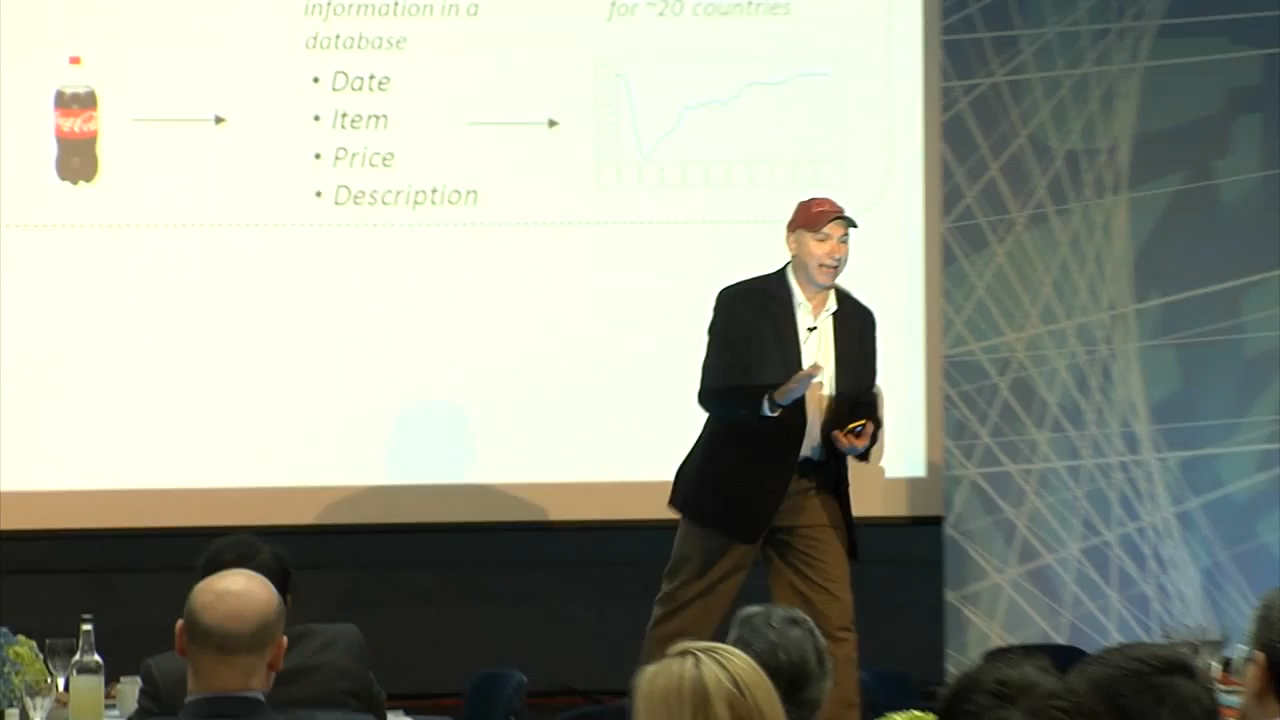 information in a
database
• Date
• Item
• Price
• Description
for ~20 countries
Coca-Cola